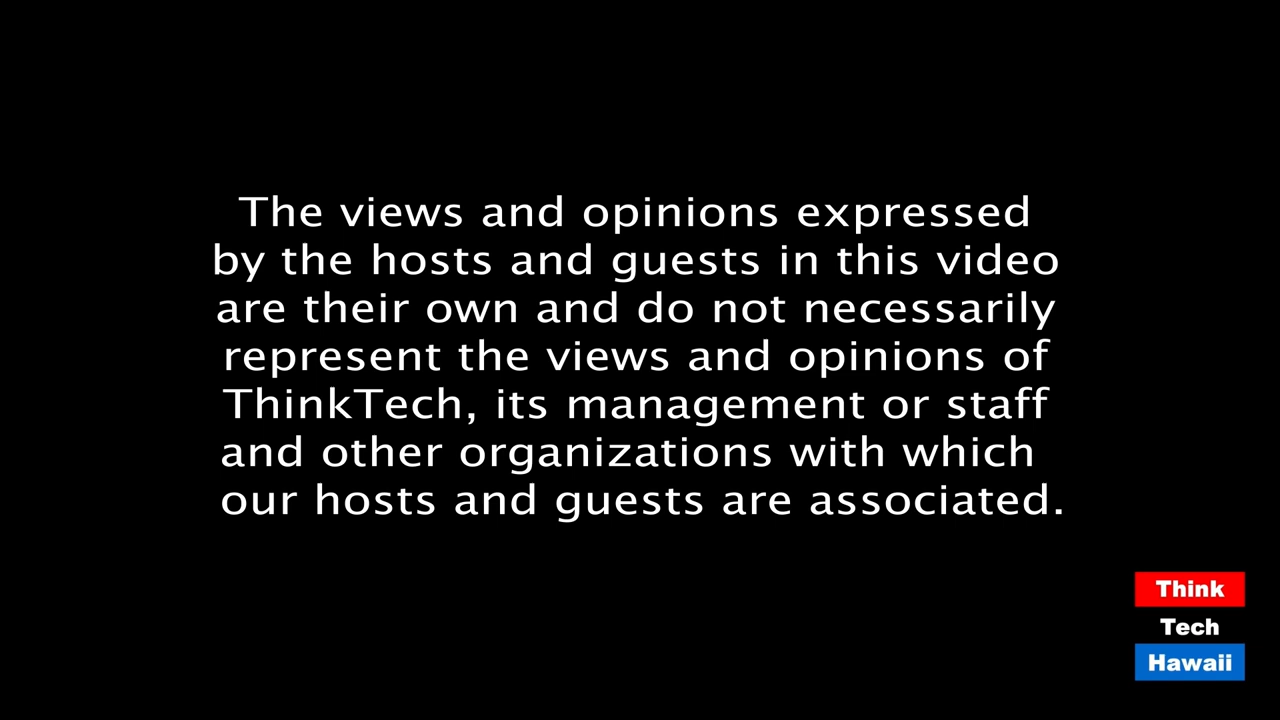 The views and opinions expressed
by the hosts and guests in this video
are their own and do not necessarily
represent the views and opinions of
ThinkTech, its management or staff
and other organizations with which
our hosts and guests are associated.
Think
Tech
Hawaii